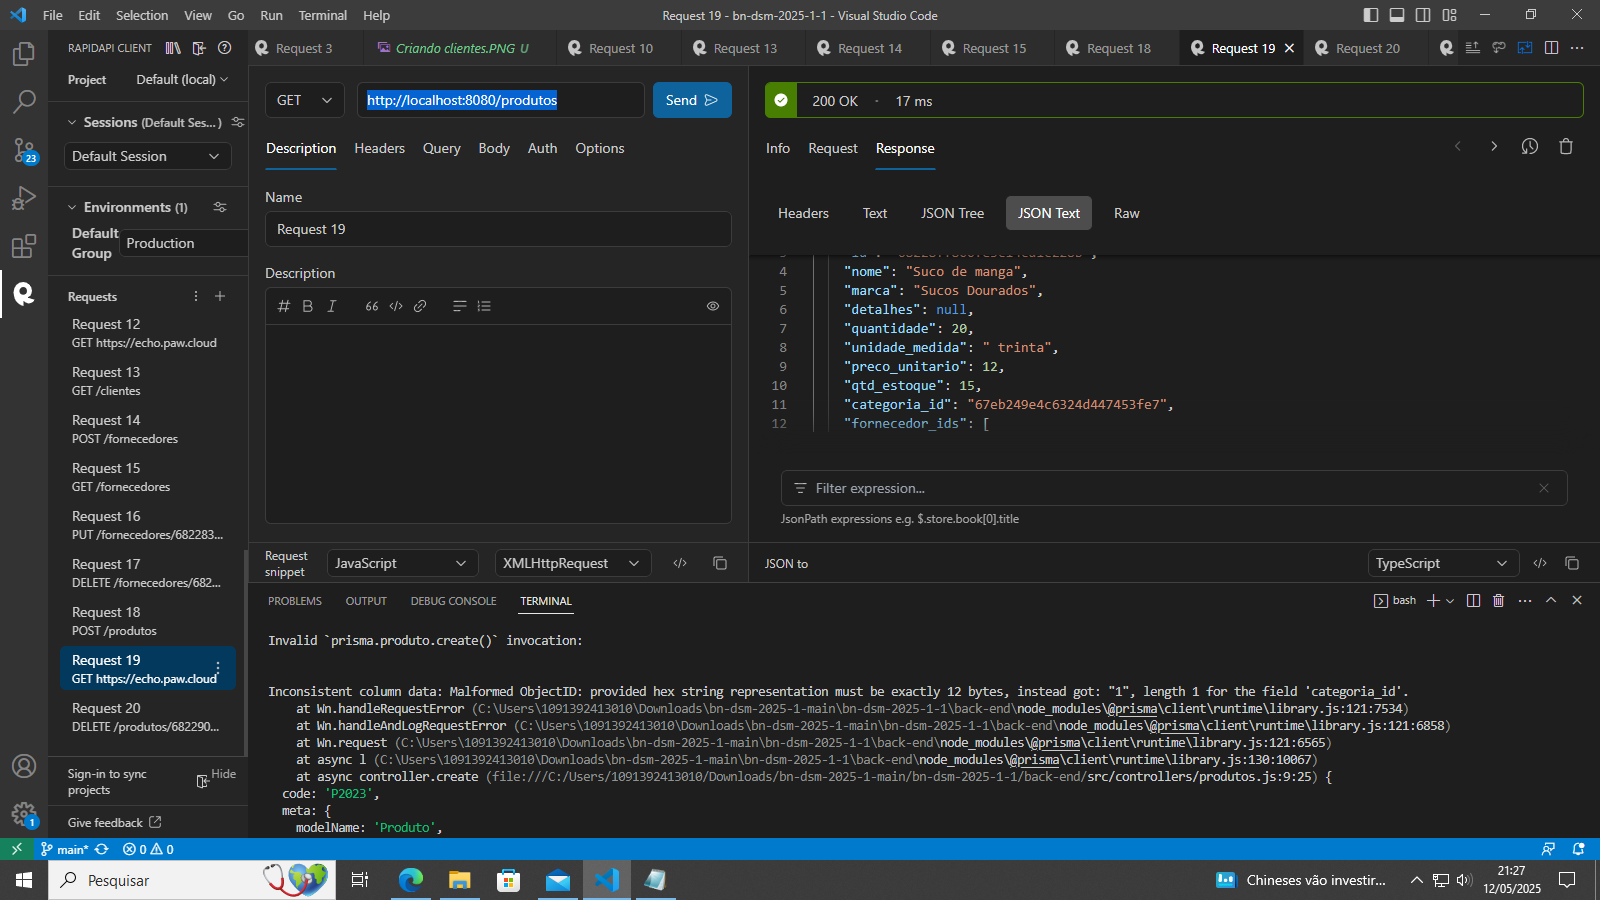 File Edit Selection View Go Run Terminal Help
Request 19 - bn-dsm-2025-1-1 - Visual Studio Code
RAPIDAPI CLIENT
Request 3
Criando clientes.PNG U
Request 10
Request 13
Request 14
Request 15
Request 18
Request 19
Request 20
Project Default (local)
Sessions (Default Ses... )
Default Session
Environments (1)
Default Group
Production
Requests
Request 12
GET https://echo.paw.cloud
Request 13
GET /clientes
Request 14
POST /fornecedores
Request 15
GET /fornecedores
Request 16
PUT /fornecedores/682283...
Request 17
DELETE /fornecedores/682...
Request 18
POST /produtos
Request 19
GET https://echo.paw.cloud
Request 20
DELETE /produtos/682290...
Sign-in to sync projects
Hide
Give feedback
23
1
GET
http://localhost:8080/produtos
Send
Description Headers Query Body Auth Options
Name
Request 19
Description
Request snippet
JavaScript
XMLHttpRequest
200 OK · 17 ms
Info Request Response
Headers Text JSON Tree JSON Text Raw
4 "nome": "Suco de manga",
5 "marca": "Sucos Dourados",
6 "detalhes": null,
7 "quantidade": 20,
8 "unidade_medida": " trinta",
9 "preco_unitario": 12,
10 "qtd_estoque": 15,
11 "categoria_id": "67eb249e4c6324d447453fe7",
12 "fornecedor_ids": [
Filter expression...
JsonPath expressions e.g. $.store.book[0].title
JSON to
TypeScript
PROBLEMS OUTPUT DEBUG CONSOLE TERMINAL
bash
Invalid `prisma.produto.create()` invocation:
Inconsistent column data: Malformed ObjectID: provided hex string representation must be exactly 12 bytes, instead got: "1", length 1 for the field 'categoria_id'.
at Wn.handleRequestError (C:\Users\1091392413010\Downloads\bn-dsm-2025-1-main\bn-dsm-2025-1-1\back-end\node_modules\@prisma\client\runtime\library.js:121:7534)
at Wn.handleAndLogRequestError (C:\Users\1091392413010\Downloads\bn-dsm-2025-1-main\bn-dsm-2025-1-1\back-end\node_modules\@prisma\client\runtime\library.js:121:6858)
at Wn.request (C:\Users\1091392413010\Downloads\bn-dsm-2025-1-main\bn-dsm-2025-1-1\back-end\node_modules\@prisma\client\runtime\library.js:121:6565)
at async l (C:\Users\1091392413010\Downloads\bn-dsm-2025-1-main\bn-dsm-2025-1-1\back-end\node_modules\@prisma\client\runtime\library.js:130:10067)
at async controller.create (file:///C:/Users/1091392413010/Downloads/bn-dsm-2025-1-main/bn-dsm-2025-1-1/back-end/src/controllers/produtos.js:9:25) {
code: 'P2023',
meta: {
modelName: 'Produto',
main* 0 0
Pesquisar
Chineses vão investir...
21:27
12/05/2025